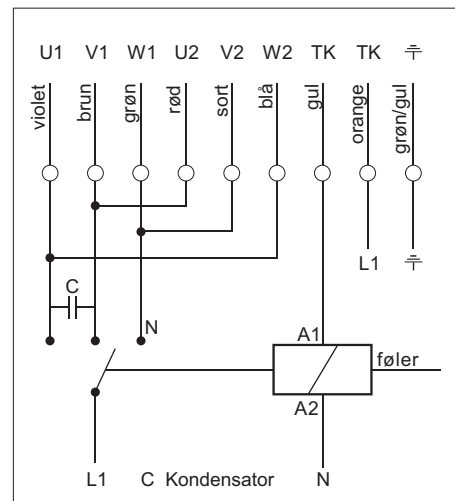 U1 V1 W1 U2 V2 W2 TK TK
violet brun grøn rød sort blå gul orange grøn/gul
L1
C
N
A1
føler
A2
L1 C Kondensator N